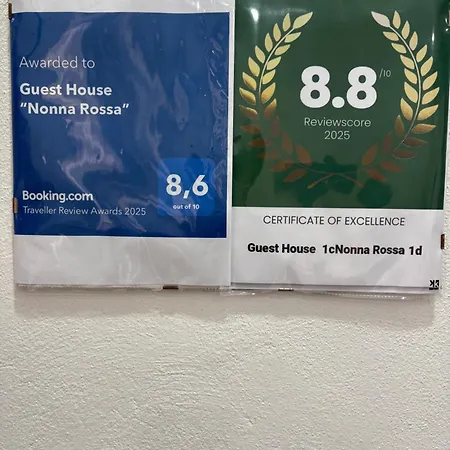 Awarded to
Guest House
“Nonna Rossa”
Booking.com
Traveller Review Awards 2025
8,6
out of 10
8.8/10
Reviewscore
2025
CERTIFICATE OF EXCELLENCE
Guest House 1cNonna Rossa 1d